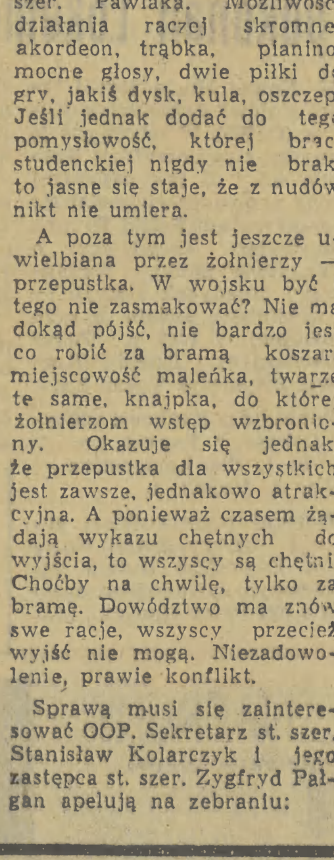 szer. Pawlaka. Możliwośc
działania raczej skromne
akordeon, trąbka, pianino
mocne głosy, dwie piłki d
gry, jakiś dysk, kula, oszczep
Jeśli jednak dodać do tego
pomysłowość, której brac
studenckiej nigdy nie brak
to jasne się staje, że z nudów
nikt nie umiera.
A poza tym jest jeszcze u-
wielbiana przez żołnierzy —
przepustka. W wojsku być i
tego nie zasmakować? Nie ma
dokąd pójść, nie bardzo jes
co robić za bramą koszar
miejscowość maleńka, twarze
te same, knajpka, do które
żołnierzom wstęp wzbronio-
ny. Okazuje się jednak
że przepustka dla wszystkich
jest zawsze, jednakowo atrak-
cyjna. A ponieważ czasem żą-
dają wykazu chętnych do
wyjścia, to wszyscy są chętni
Choćby na chwilę, tylko za
bramę. Dowództwo ma znów
swe racje, wszyscy przecież
wyjść nie mogą. Niezadowo-
lenie, prawie konflikt.
Sprawą musi się zaintere-
sować OOP. Sekretarz st. szer.
Stanisław Kolarczyk i jego
zastępca st. szer. Zygfryd Pał-
gan apelują na zebraniu: